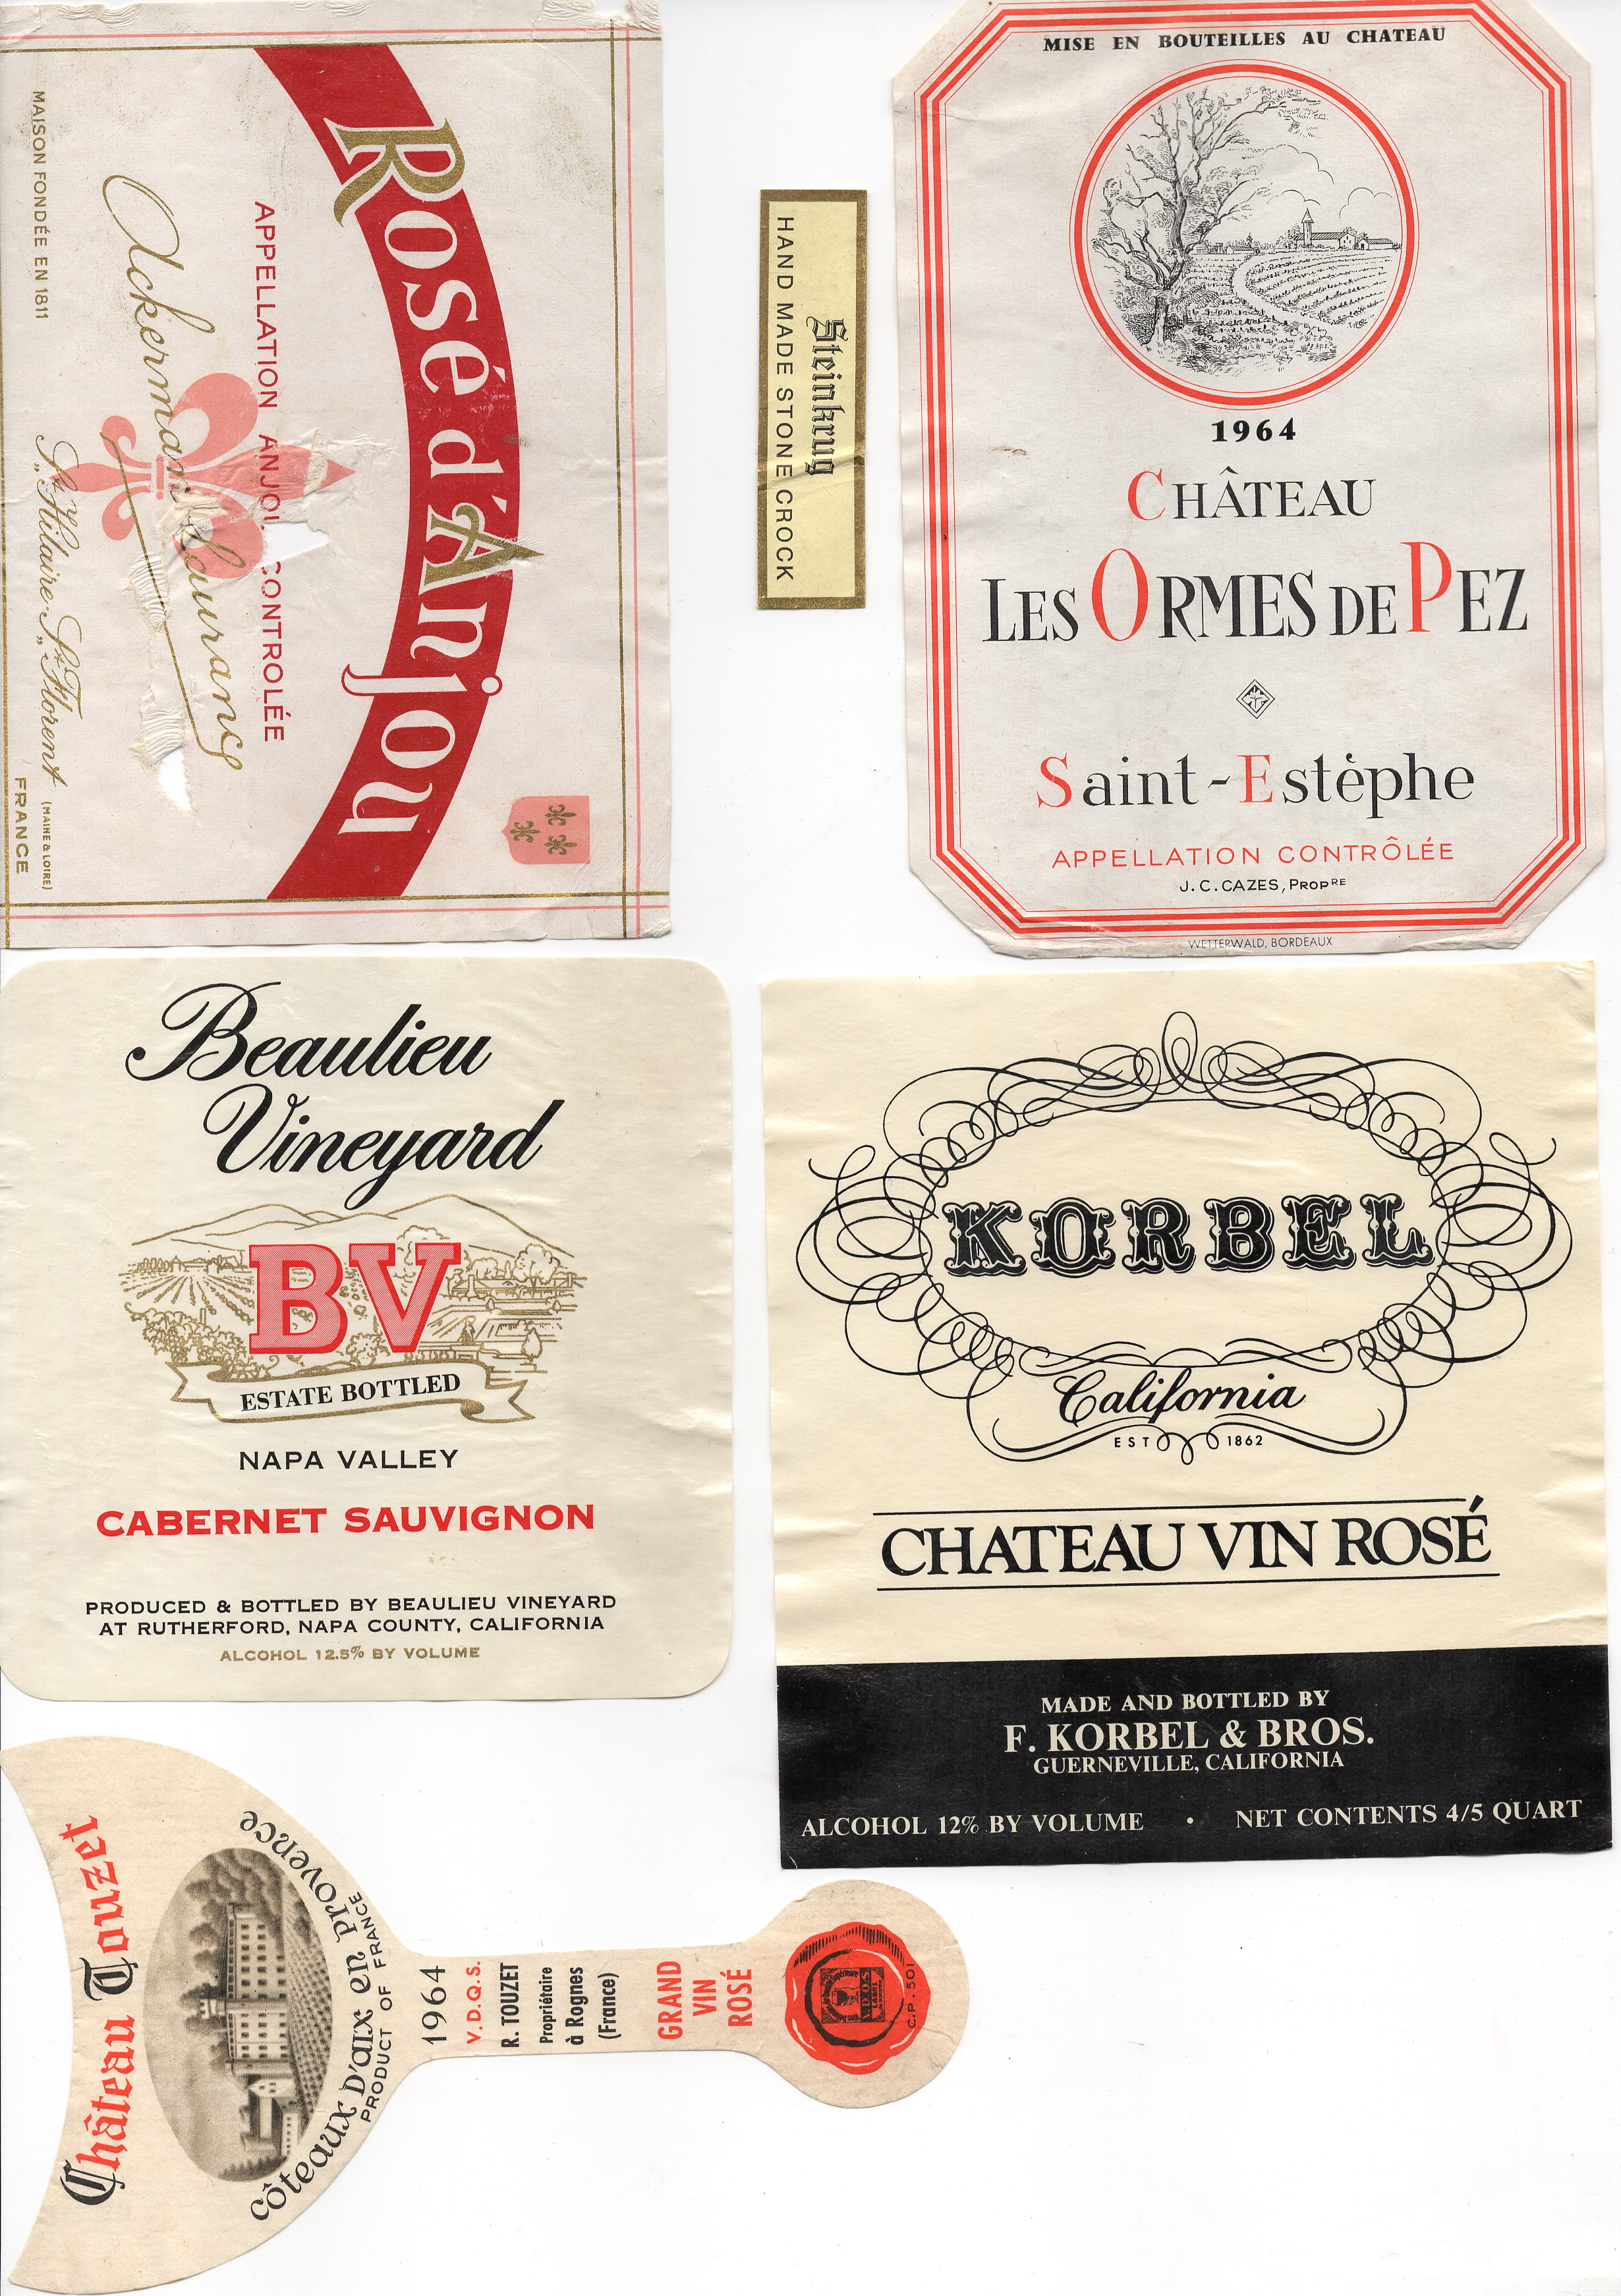 Rosé d'Anjou
APPELLATION ANJOU CONTROLÉE
Ackerman Laurance
St Hilaire-St Florent (MAINE & LOIRE)
MAISON FONDÉE EN 1811
FRANCE
Steinkrug
HAND MADE STONE CROCK
MISE EN BOUTEILLES AU CHATEAU
1964
CHÂTEAU
LES ORMES DE PEZ
Saint-Estèphe
APPELLATION CONTRÔLÉE
J. C. CAZES, PROPRE
WETTERWALD, BORDEAUX
Beaulieu
Vineyard
BV
ESTATE BOTTLED
NAPA VALLEY
CABERNET SAUVIGNON
PRODUCED & BOTTLED BY BEAULIEU VINEYARD
AT RUTHERFORD, NAPA COUNTY, CALIFORNIA
ALCOHOL 12.5% BY VOLUME
KORBEL
California
EST 1862
CHATEAU VIN ROSÉ
MADE AND BOTTLED BY
F. KORBEL & BROS.
GUERNEVILLE, CALIFORNIA
ALCOHOL 12% BY VOLUME • NET CONTENTS 4/5 QUART
Château Touzet
côteaux D'aix en provence
PRODUCT OF FRANCE
1964
V.D.Q.S.
R. TOUZET
Propriétaire
à Rognes
(France)
GRAND
VIN
ROSÉ
V.D.Q.S
LABEL
C.P. 501